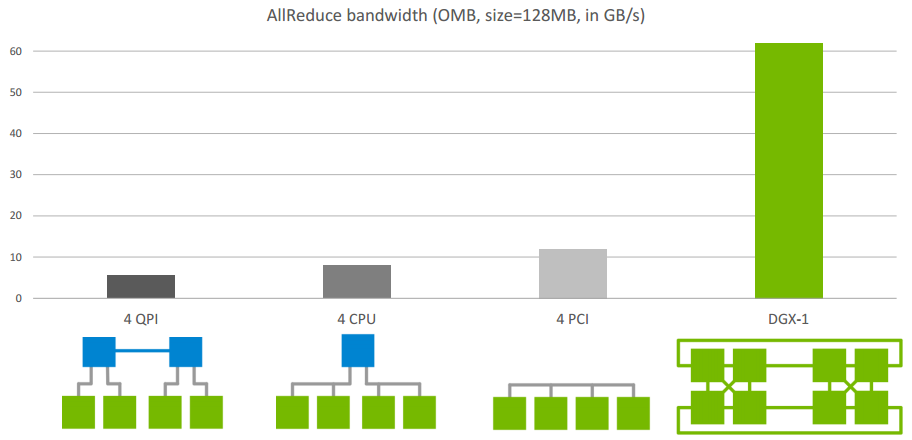 AllReduce bandwidth (OMB, size=128MB, in GB/s)
60
50
40
30
20
10
0
4 QPI
4 CPU
4 PCI
DGX-1